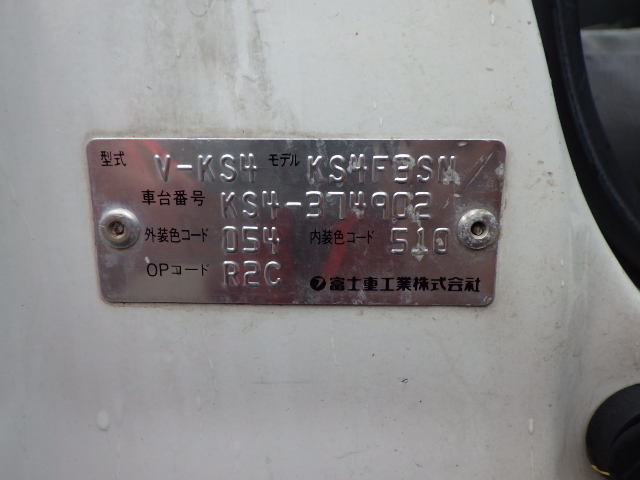 型式 V-KS4 モデル KS4F3SM
車台番号 KS4-374902
外装色コード 054 内装色コード 510
OPコード R2C 富士重工業株式会社